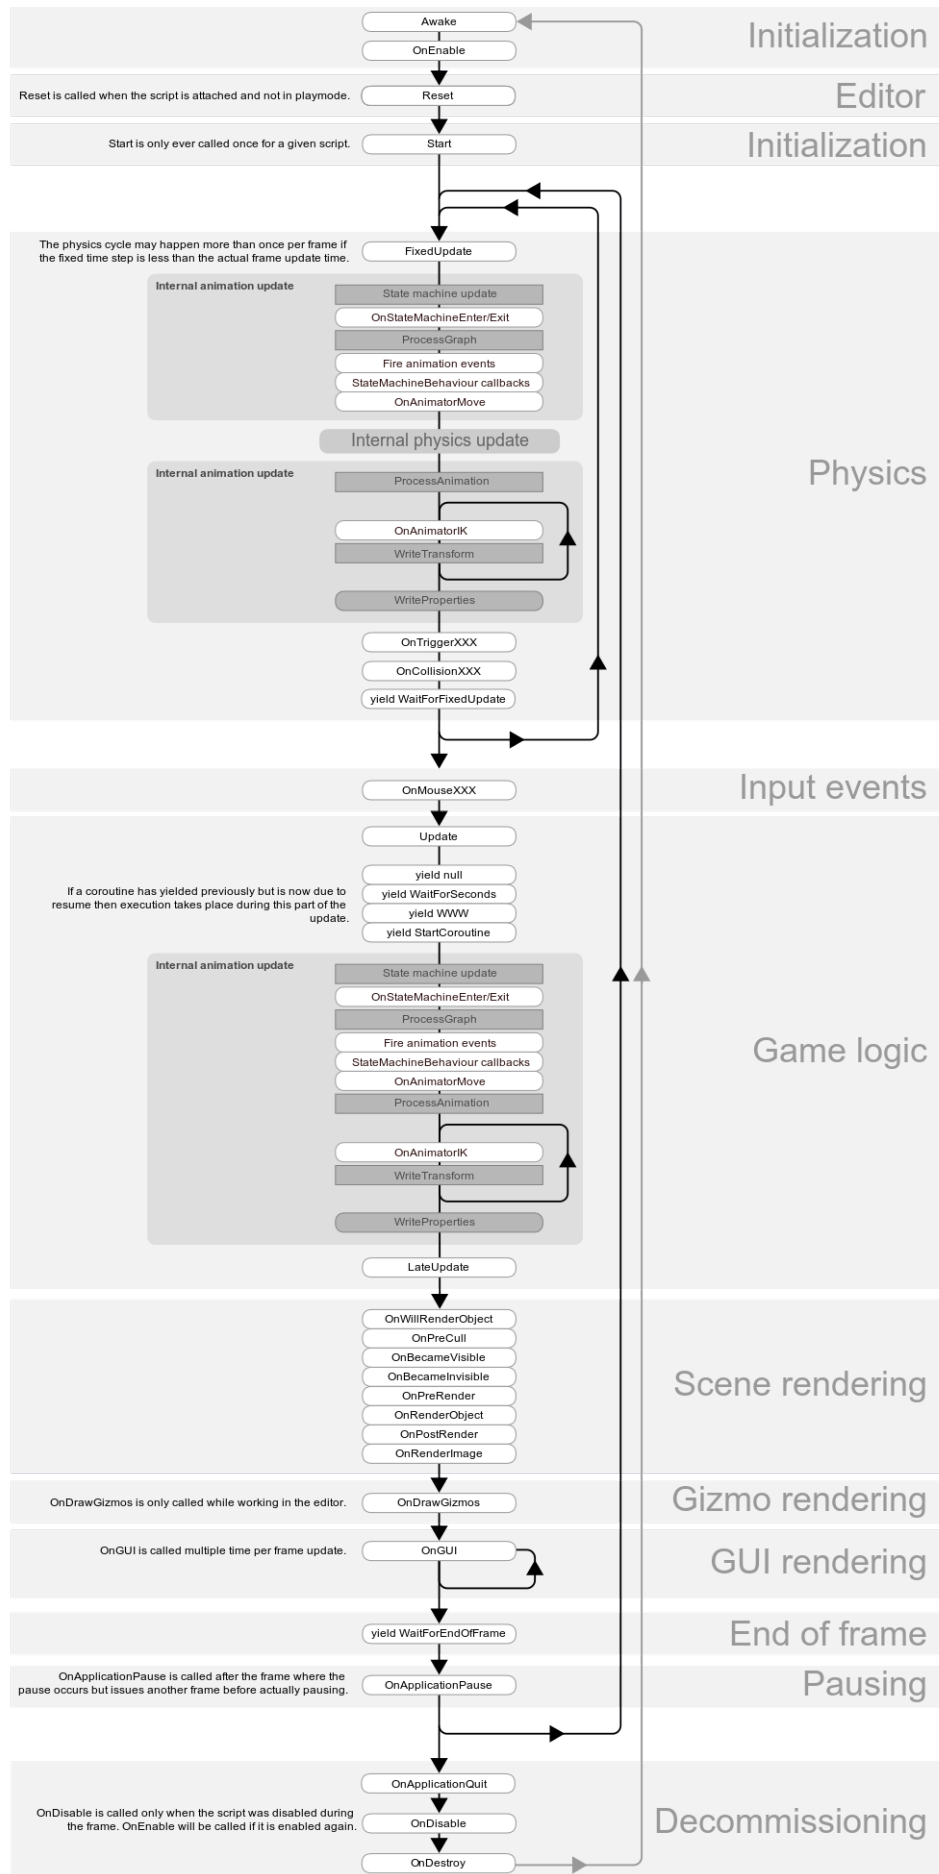 Awake
Initialization
OnEnable
Reset is called when the script is attached and not in playmode.
Reset
Editor
Start is only ever called once for a given script.
Start
Initialization
The physics cycle may happen more than once per frame if
the fixed time step is less than the actual frame update time.
FixedUpdate
Internal animation update
State machine update
OnStateMachineEnter/Exit
ProcessGraph
Fire animation events
StateMachineBehaviour callbacks
OnAnimatorMove
Internal physics update
Physics
Internal animation update
ProcessAnimation
OnAnimatorIK
WriteTransform
WriteProperties
OnTriggerXXX
OnCollisionXXX
yield WaitForFixedUpdate
OnMouseXXX
Input events
Update
yield null
If a coroutine has yielded previously but is now due to
resume then execution takes place during this part of the
update.
yield WaitForSeconds
yield WWW
yield StartCoroutine
Internal animation update
State machine update
OnStateMachineEnter/Exit
ProcessGraph
Fire animation events
Game logic
StateMachineBehaviour callbacks
OnAnimatorMove
ProcessAnimation
OnAnimatorIK
WriteTransform
WriteProperties
LateUpdate
OnWillRenderObject
OnPreCull
OnBecameVisible
OnBecameInvisible
Scene rendering
OnPreRender
OnRenderObject
OnPostRender
OnRenderImage
OnDrawGizmos is only called while working in the editor.
OnDrawGizmos
Gizmo rendering
OnGUI is called multiple time per frame update.
OnGUI
GUI rendering
yield WaitForEndOfFrame
End of frame
OnApplicationPause is called after the frame where the
pause occurs but issues another frame before actually pausing.
OnApplicationPause
Pausing
OnApplicationQuit
OnDisable is called only when the script was disabled during
the frame. OnEnable will be called if it is enabled again.
OnDisable
Decommissioning
OnDestroy